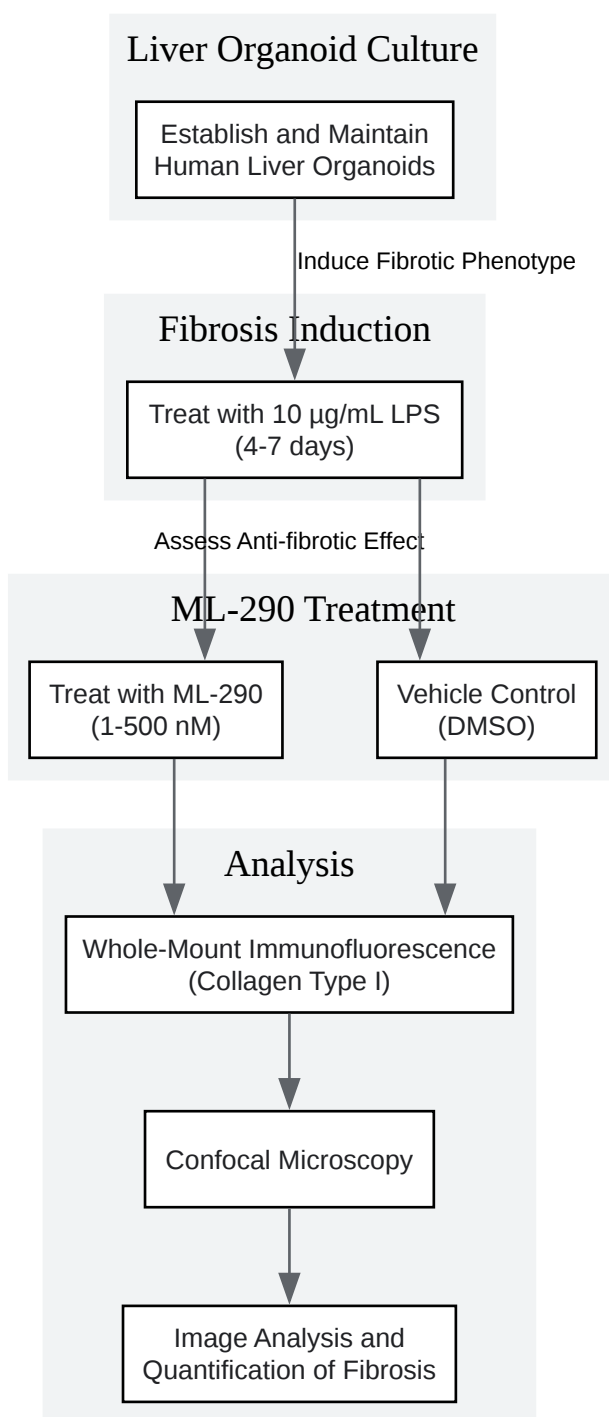 Liver Organoid Culture
Establish and Maintain
Human Liver Organoids
Induce Fibrotic Phenotype
Fibrosis Induction
Treat with 10 µg/mL LPS
(4-7 days)
Assess Anti-fibrotic Effect
ML-290 Treatment
Treat with ML-290
(1-500 nM)
Vehicle Control
(DMSO)
Analysis
Whole-Mount Immunofluorescence
(Collagen Type I)
Confocal Microscopy
Image Analysis and
Quantification of Fibrosis